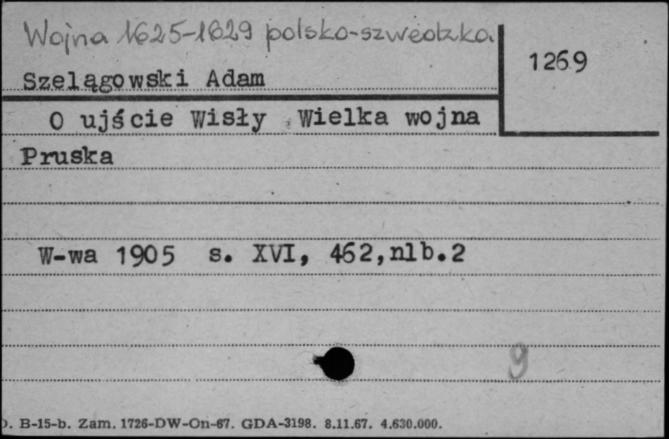 Wojna 1625-1629 polsko-szwedzka
1269
Szelągowski Adam
O ujście Wisły Wielka wojna
Pruska
W-wa 1905 s. XVI, 462,nlb.2
9
B-15-b. Zam. 1726-DW-On-67. GDA-3198. 8.11.67. 4.630.000.